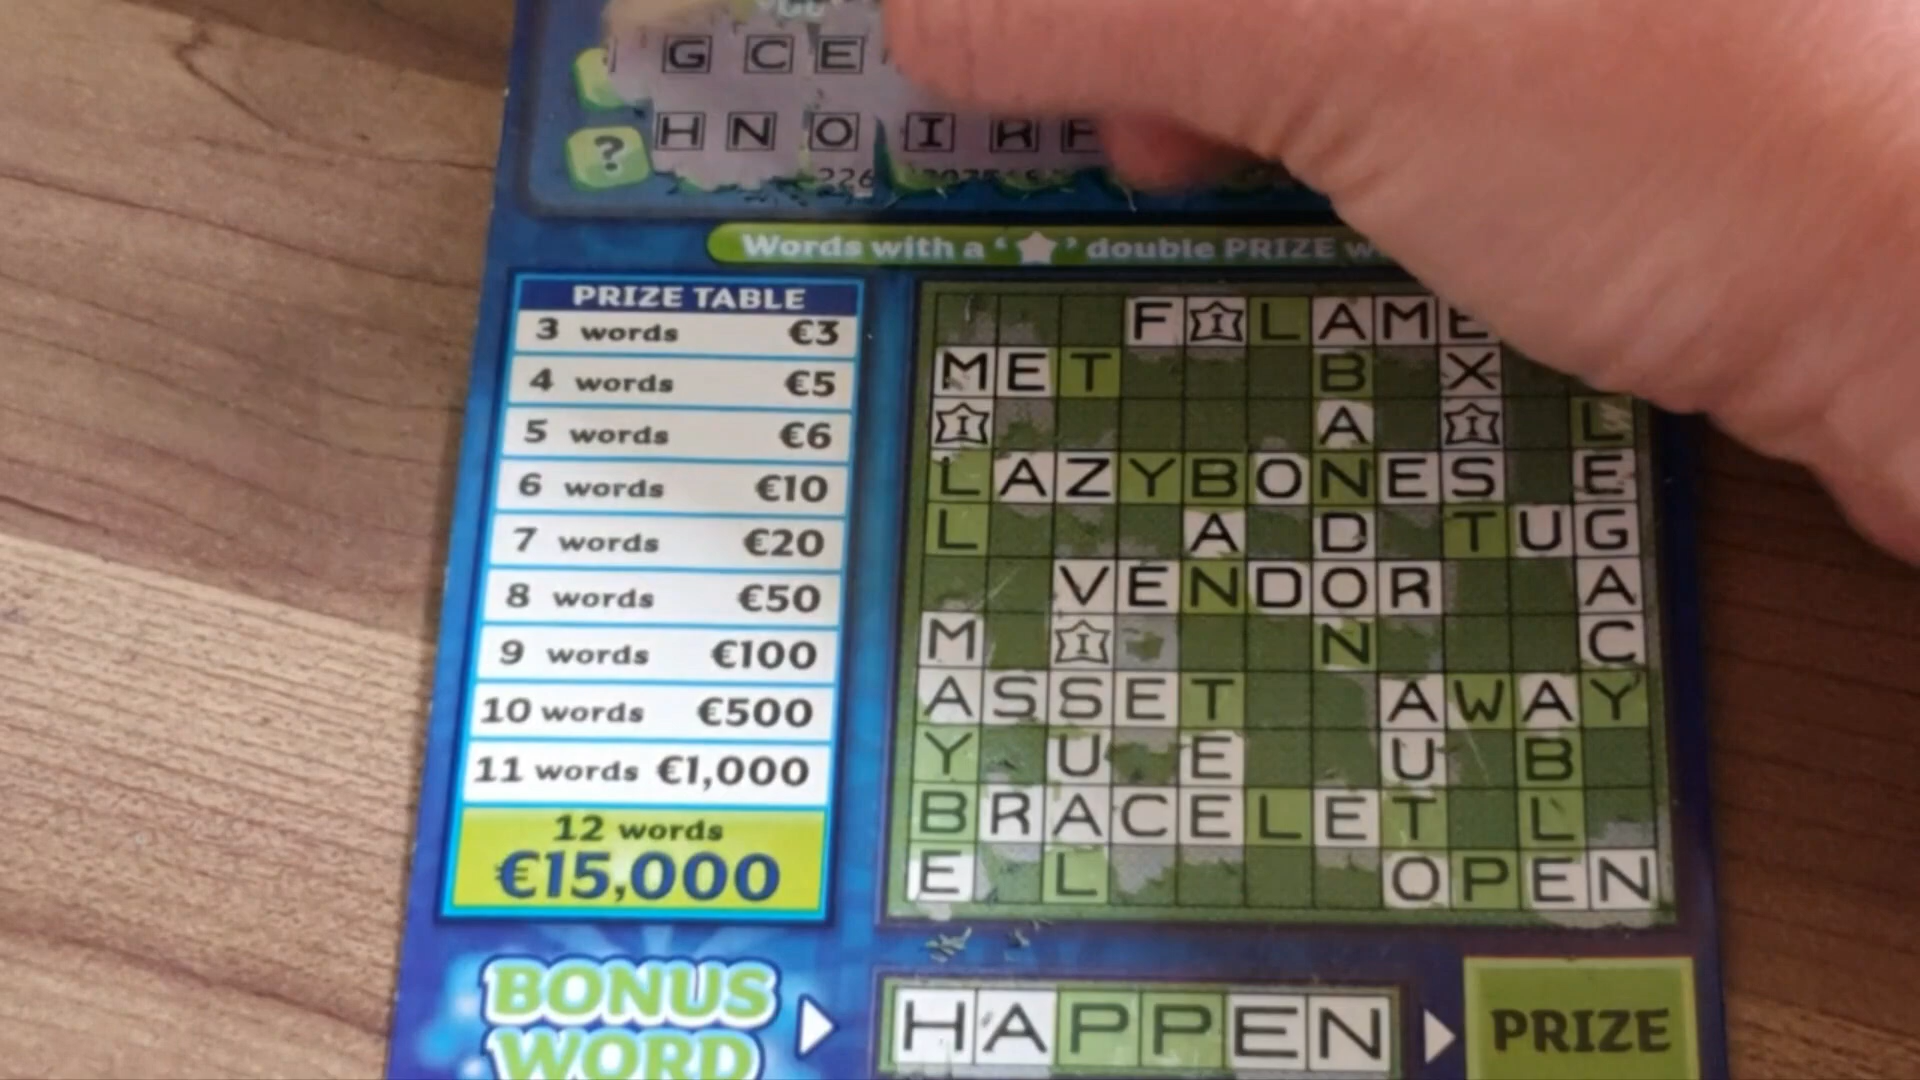 G C E
H N O I R F
?
226
Words with a ' ' double PRIZE
PRIZE TABLE
3 words €3
4 words €5
5 words €6
6 words €10
7 words €20
8 words €50
9 words €100
10 words €500
11 words €1,000
12 words
€15,000
F I L A M E
M E T B X
I A I L
L A Z Y B O N E S E
L A D T U G
V E N D O R A
M I N C
A S S E T A W A Y
Y U E U B
B R A C E L E T L
E L O P E N
BONUS
WORD
H A P P E N
PRIZE